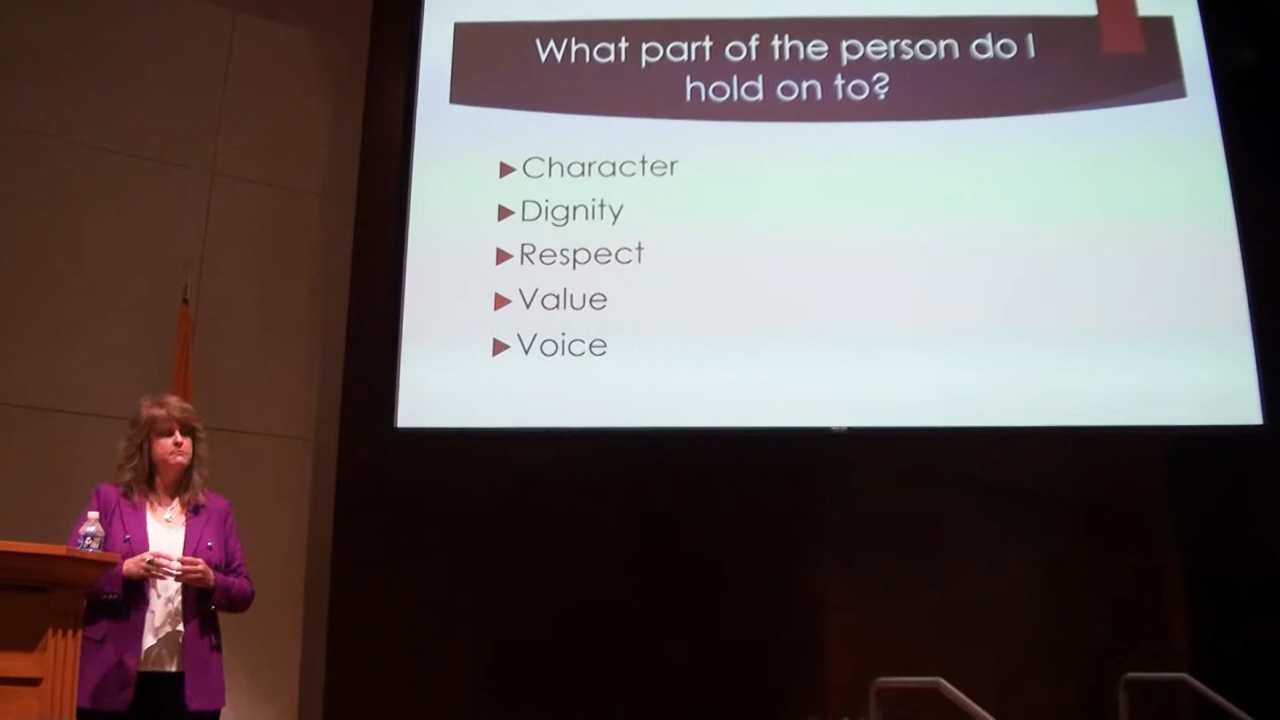 What part of the person do I
hold on to?
Character
Dignity
Respect
Value
Voice